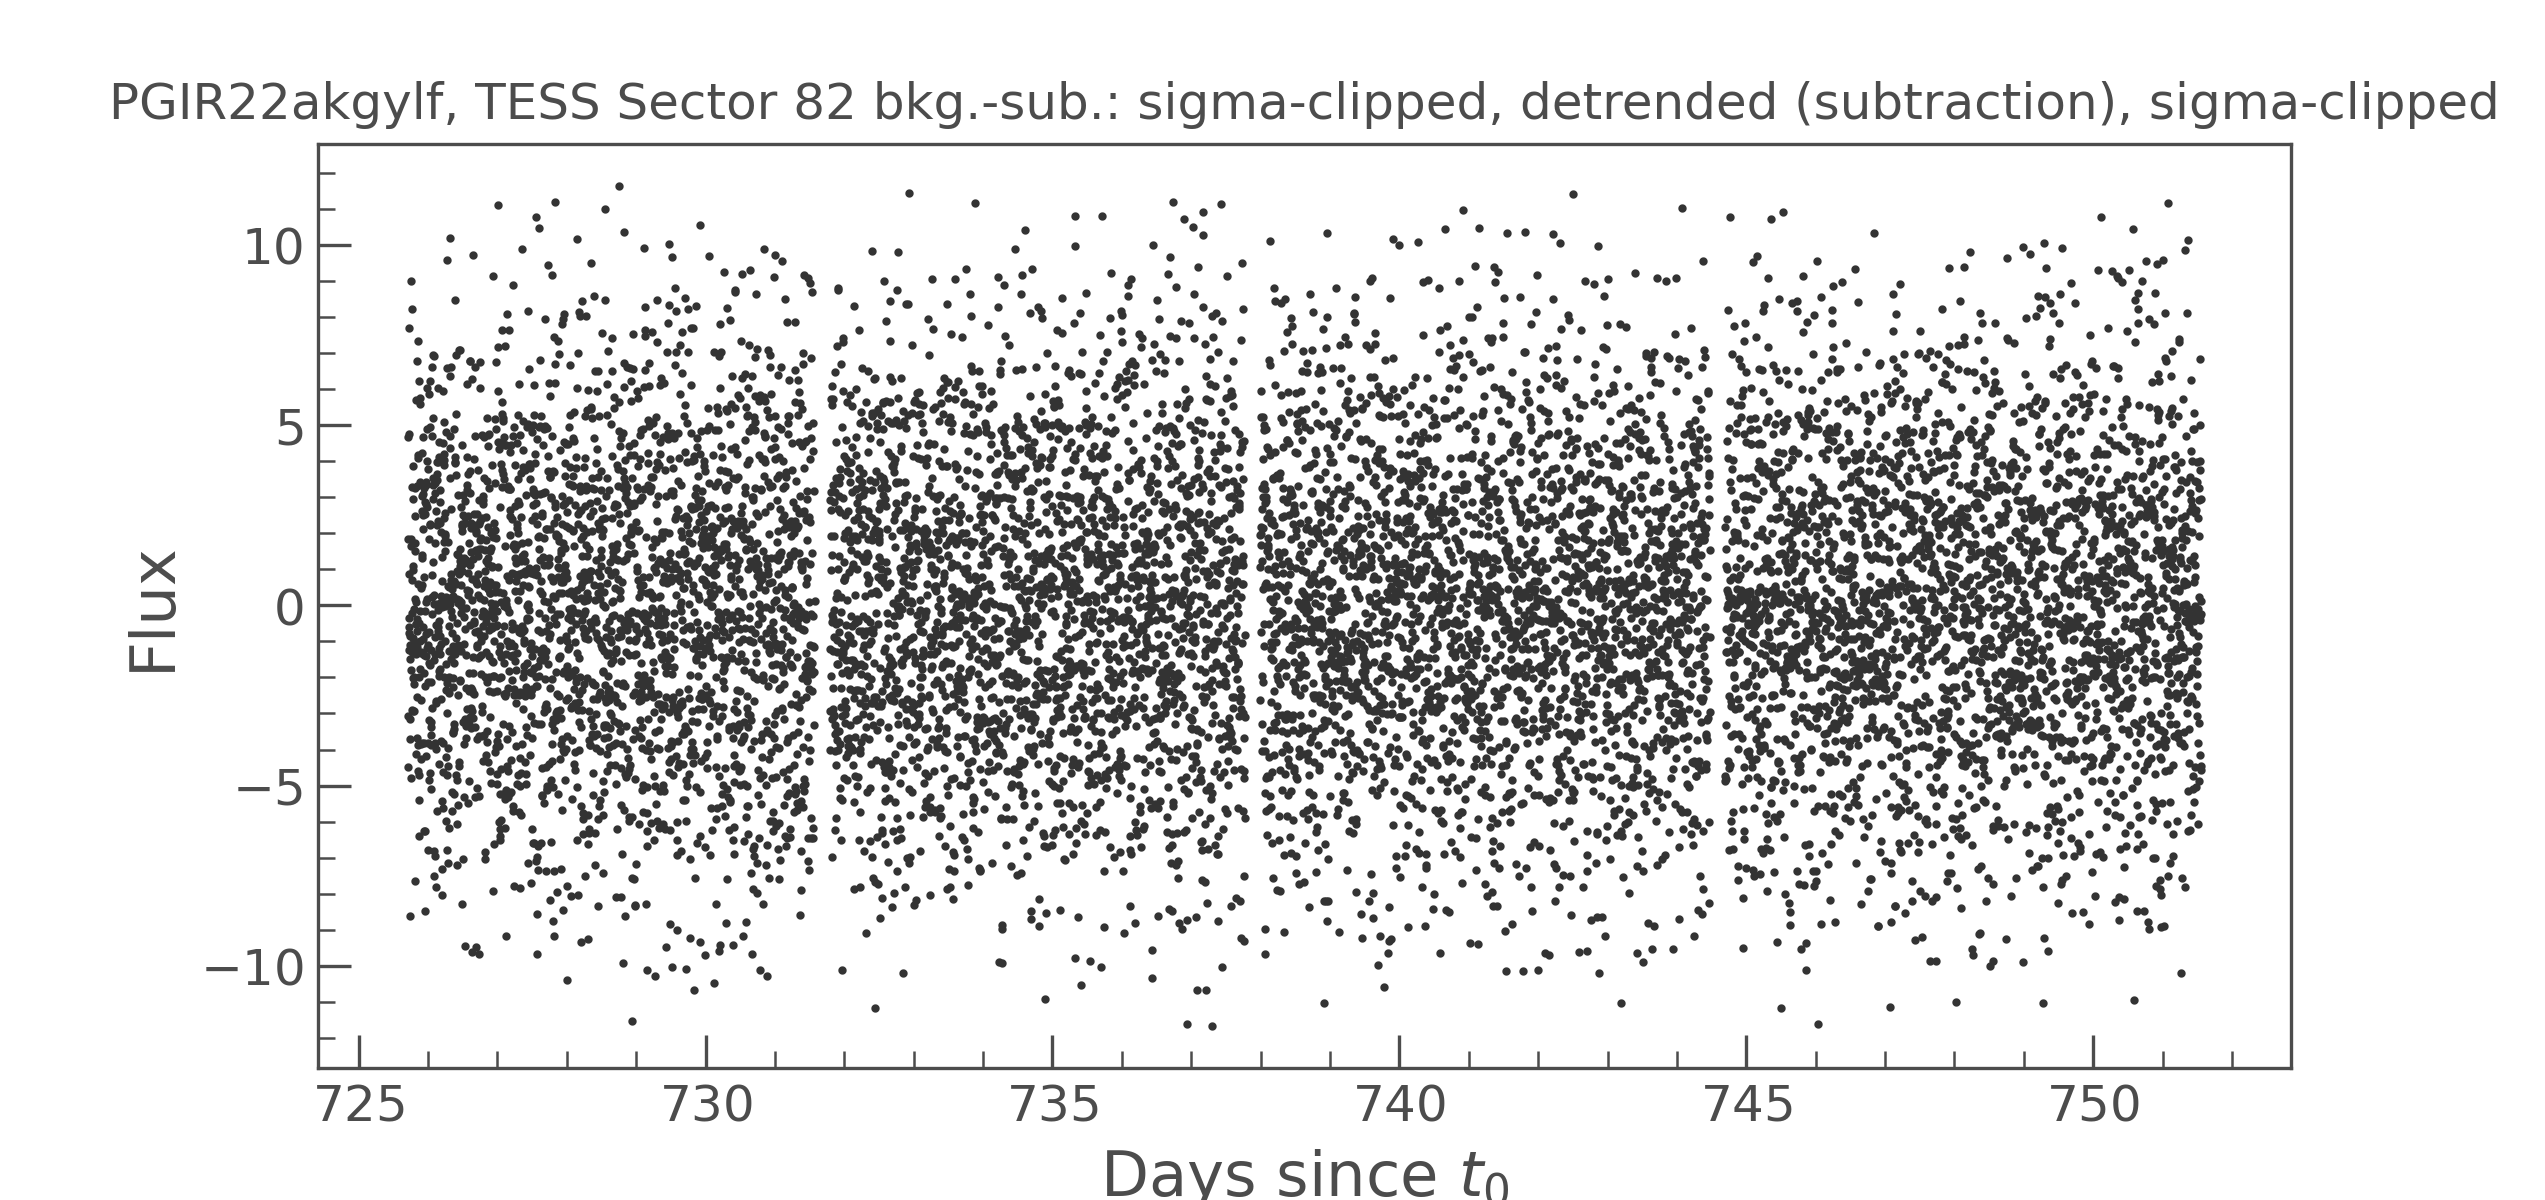 PGIR22akgylf, TESS Sector 82 bkg.-sub.: sigma-clipped, detrended (subtraction), sigma-clipped
10
5
0
−5
−10
Flux
725 730 735 740 745 750
Days since t₀